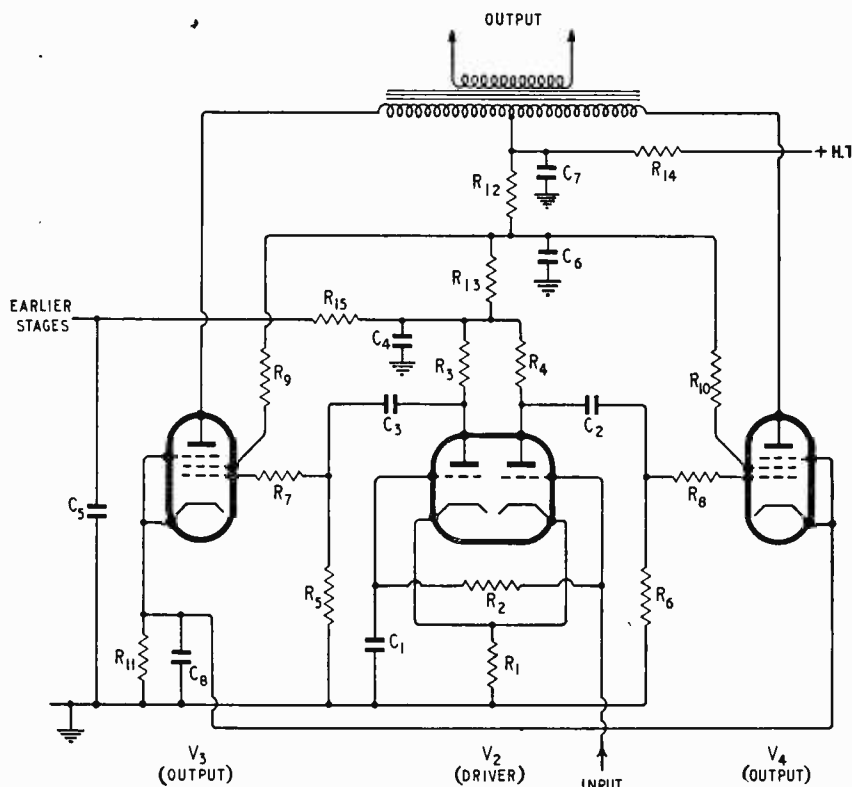 OUTPUT
+ H.T
C7
R14
R12
C6
R13
EARLIER
STAGES
R15
C4
R3
R4
R9
R10
C3
C2
R7
R8
C5
R5
R2
R6
C1
R11
C8
R1
V3
(OUTPUT)
V2
(DRIVER)
INPUT
V4
(OUTPUT)